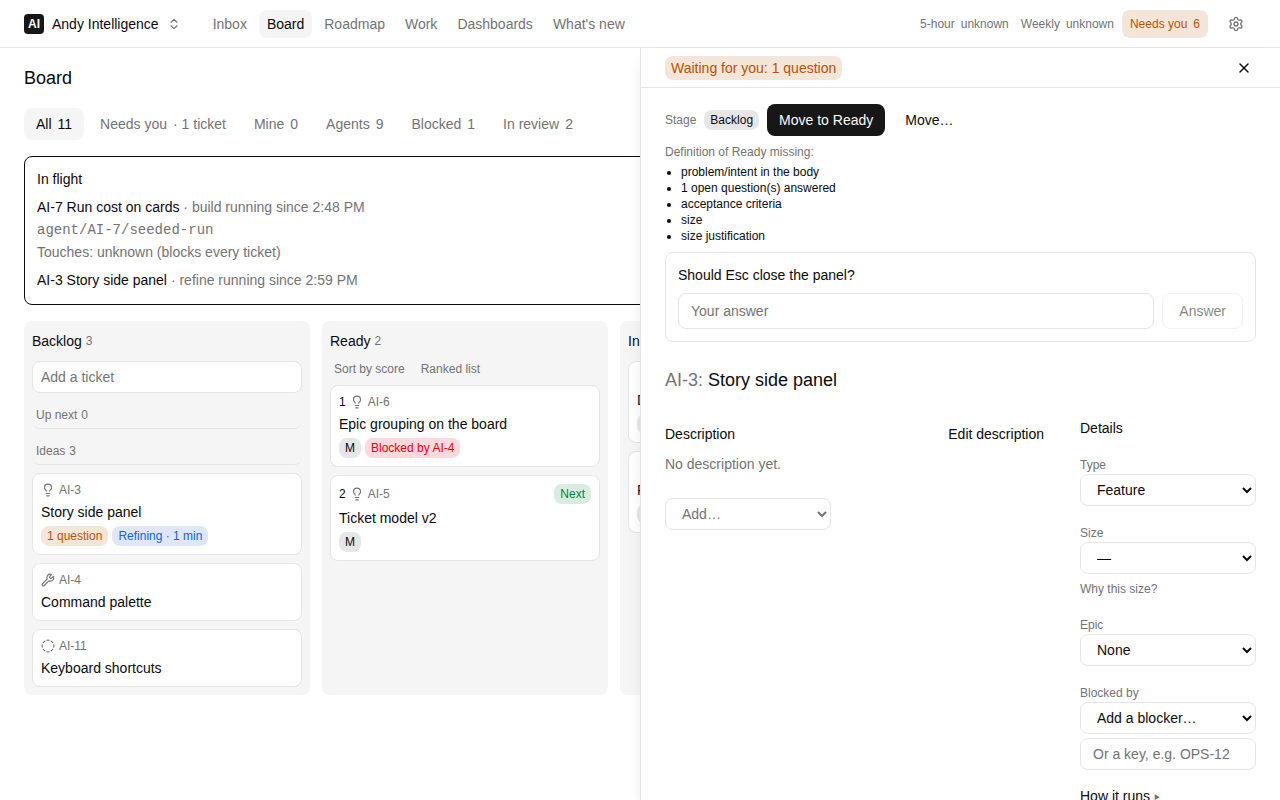 AI Andy Intelligence Inbox Board Roadmap Work Dashboards What's new 5-hour unknown Weekly unknown Needs you 6
Board
All 11 Needs you · 1 ticket Mine 0 Agents 9 Blocked 1 In review 2
In flight
AI-7 Run cost on cards · build running since 2:48 PM
agent/AI-7/seeded-run
Touches: unknown (blocks every ticket)
AI-3 Story side panel · refine running since 2:59 PM
Backlog 3
Add a ticket
Up next 0
Ideas 3
AI-3
Story side panel
1 question Refining · 1 min
AI-4
Command palette
AI-11
Keyboard shortcuts
Ready 2
Sort by score Ranked list
1 AI-6
Epic grouping on the board
M Blocked by AI-4
2 AI-5 Next
Ticket model v2
M
In
Waiting for you: 1 question
Stage Backlog Move to Ready Move…
Definition of Ready missing:
• problem/intent in the body
• 1 open question(s) answered
• acceptance criteria
• size
• size justification
Should Esc close the panel?
Your answer Answer
AI-3: Story side panel
Description Edit description
No description yet.
Add…
Details
Type
Feature
Size
—
Why this size?
Epic
None
Blocked by
Add a blocker…
Or a key, e.g. OPS-12
How it runs ▸